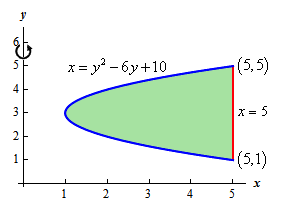 y
6
x = y² − 6y + 10
(5,5)
5
4
3
x = 5
2
(5,1)
1
1 2 3 4 5 x